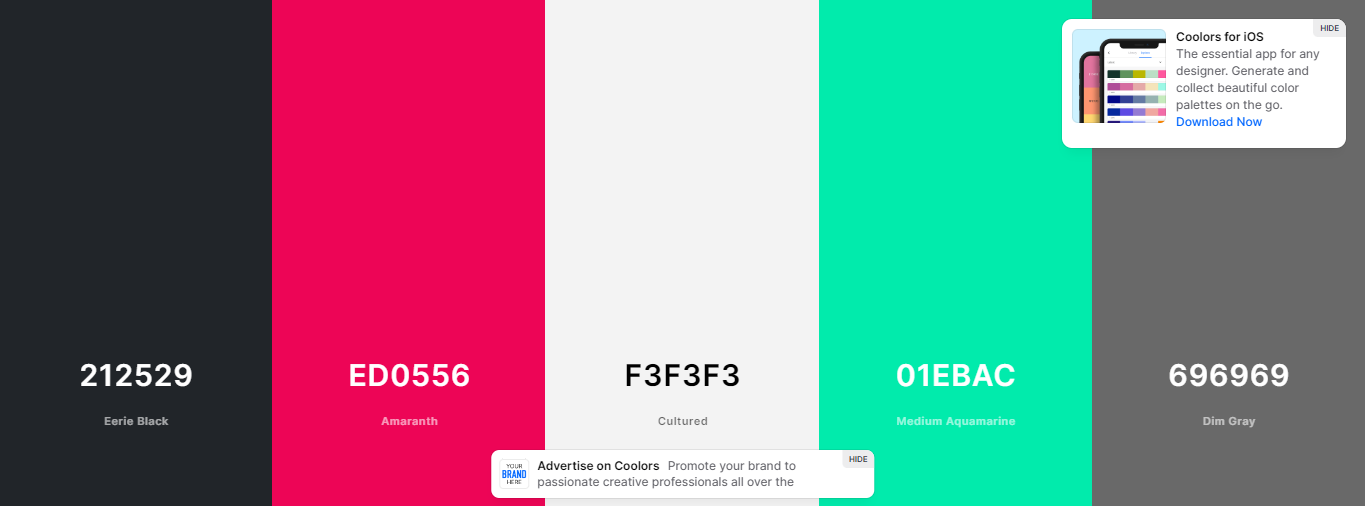 HIDE
Coolors for iOS
The essential app for any
designer. Generate and
collect beautiful color
palettes on the go.
Download Now
212529
Eerie Black
ED0556
Amaranth
F3F3F3
Cultured
01EBAC
Medium Aquamarine
696969
Dim Gray
YOUR
BRAND
HERE
Advertise on Coolors Promote your brand to
passionate creative professionals all over the
HIDE